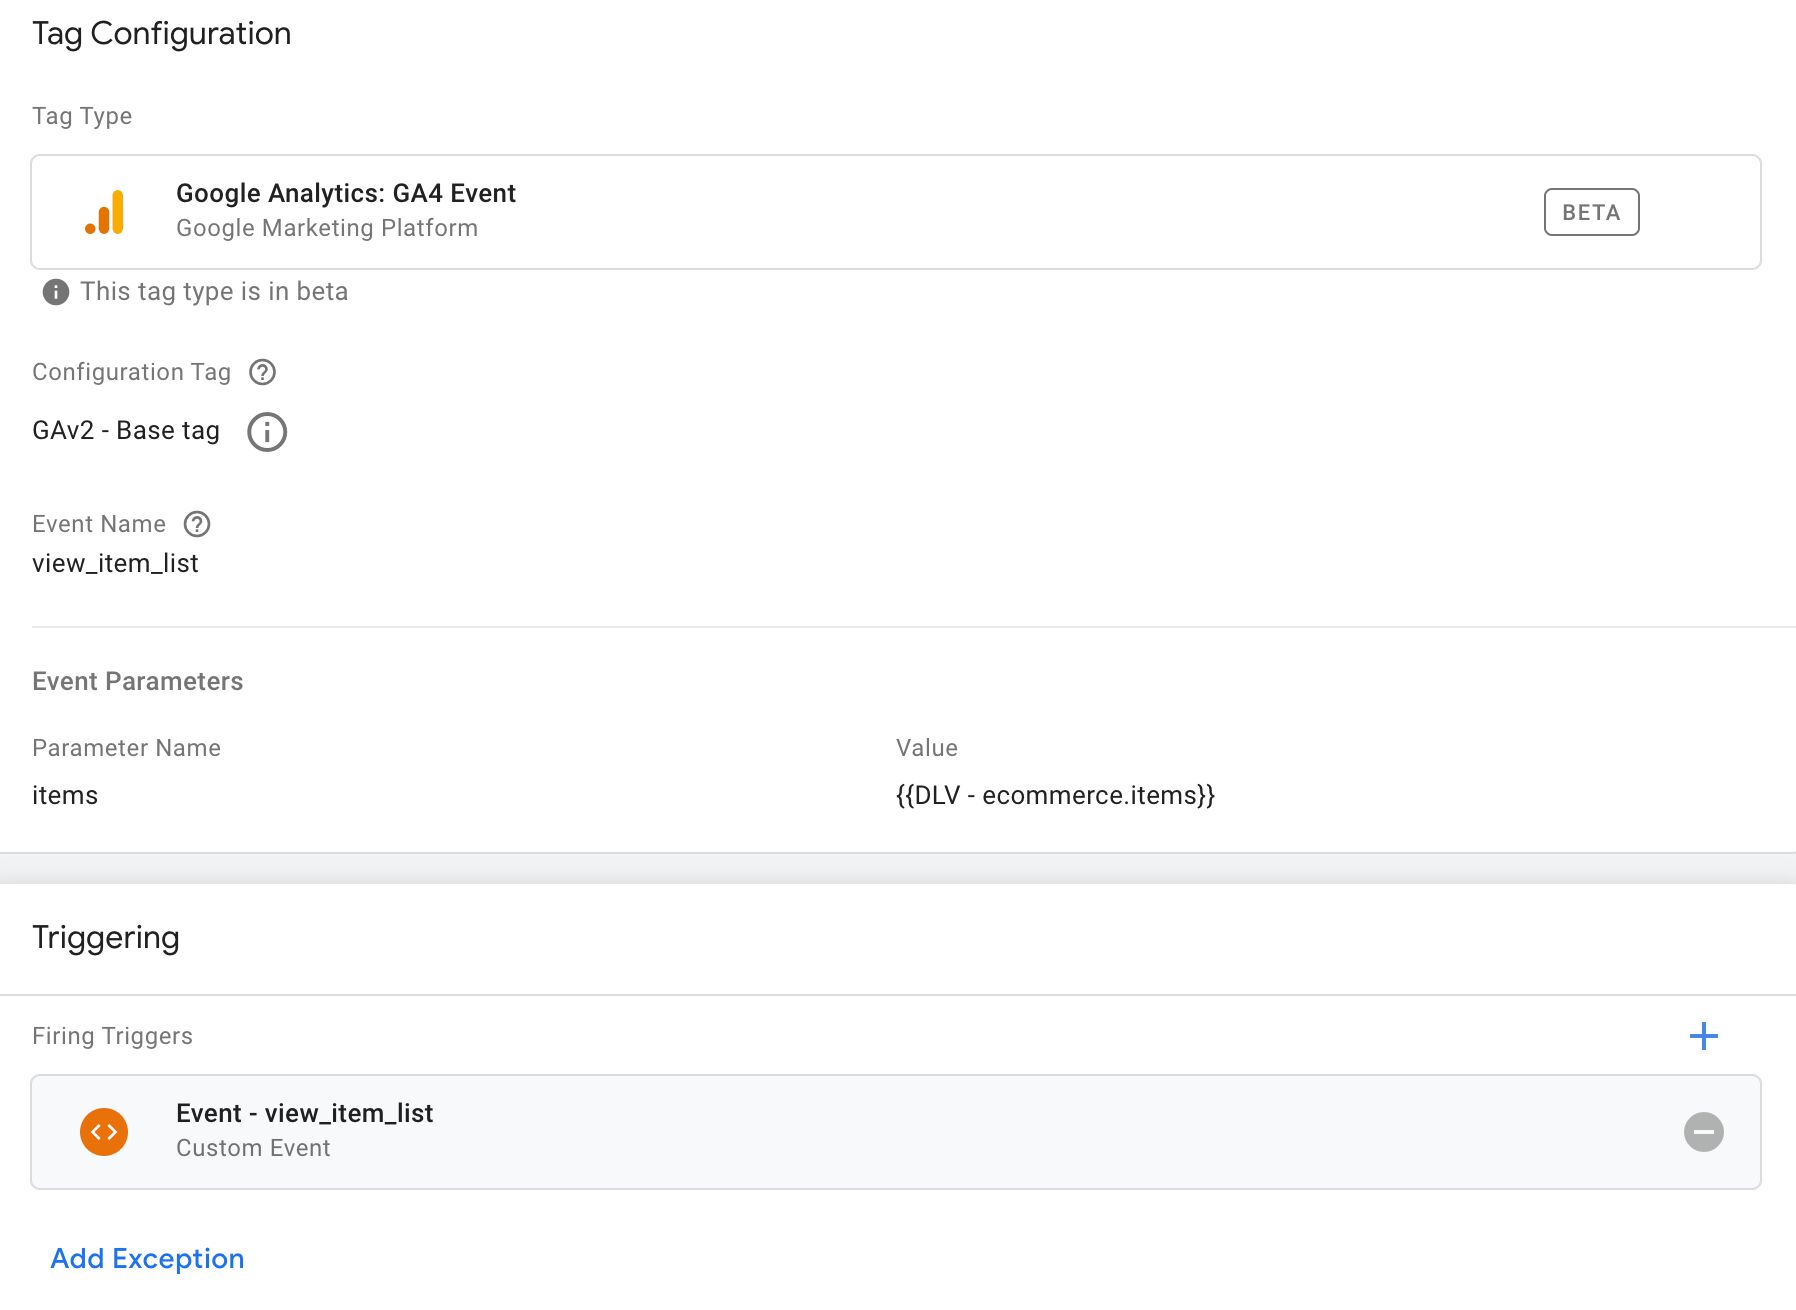 Tag Configuration
Tag Type
Google Analytics: GA4 Event
Google Marketing Platform
BETA
This tag type is in beta
Configuration Tag
GAv2 - Base tag
Event Name
view_item_list
Event Parameters
Parameter Name Value
items {{DLV - ecommerce.items}}
Triggering
Firing Triggers
Event - view_item_list
Custom Event
Add Exception